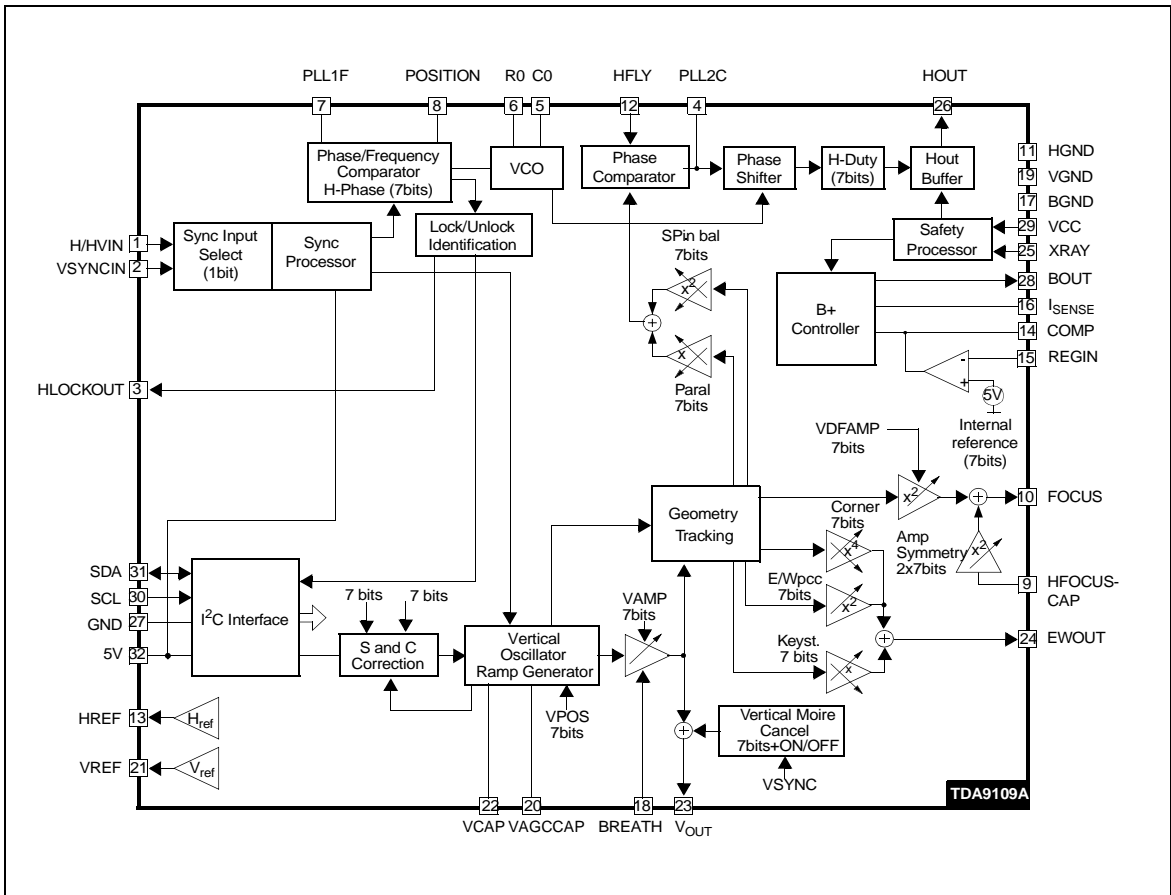 PLL1F POSITION R0 C0 HFLY PLL2C HOUT
7 8 6 5 12 4 26
Phase/Frequency
Comparator
H-Phase (7bits)
VCO
Phase
Comparator
Phase
Shifter
H-Duty
(7bits)
Hout
Buffer
11 HGND
19 VGND
17 BGND
29 VCC
25 XRAY
28 BOUT
16 ISENSE
14 COMP
15 REGIN
H/HVIN 1
VSYNCIN 2
Sync Input
Select
(1bit)
Sync
Processor
Lock/Unlock
Identification
Safety
Processor
SPin bal
7bits
x2
+
x
Paral
7bits
B+
Controller
-
+
5V
Internal
reference
(7bits)
HLOCKOUT 3
VDFAMP
7bits
Geometry
Tracking
x2
+
10 FOCUS
Corner
7bits
x4
Amp
Symmetry
2x7bits
x2
9 HFOCUS-
CAP
E/Wpcc
7bits
x2
+
24 EWOUT
Keyst.
7 bits
x
SDA 31
SCL 30
GND 27
5V 32
I2C Interface
7 bits 7 bits
S and C
Correction
Vertical
Oscillator
Ramp Generator
VPOS
7bits
VAMP
7bits
+
Vertical Moire
Cancel
7bits+ON/OFF
VSYNC
HREF 13 Href
VREF 21 Vref
TDA9109A
22 20 18 23
VCAP VAGCCAP BREATH VOUT